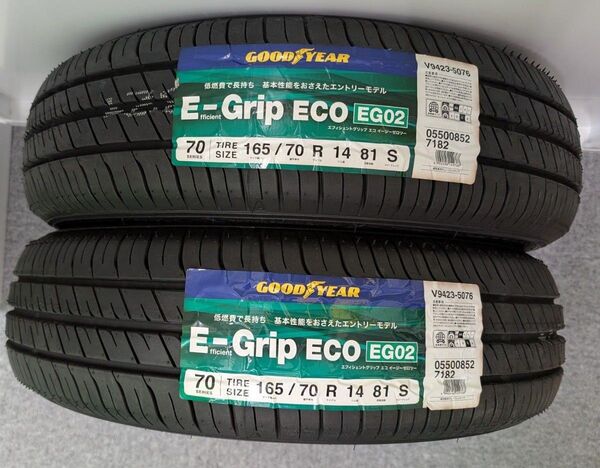 GOODYEAR
低燃費で長持ち 基本性能をおさえたエントリーモデル
E-Grip ECO EG02
fficient
エフィシェントグリップ エコ イージーゼロツー
70 SERIES TIRE SIZE 165/70 R 14 81 S
V9423-5076
05500852
7182
GOODYEAR
低燃費で長持ち 基本性能をおさえたエントリーモデル
E-Grip ECO EG02
fficient
エフィシェントグリップ エコ イージーゼロツー
70 SERIES TIRE SIZE 165/70 R 14 81 S
V9423-5076
05500852
7182